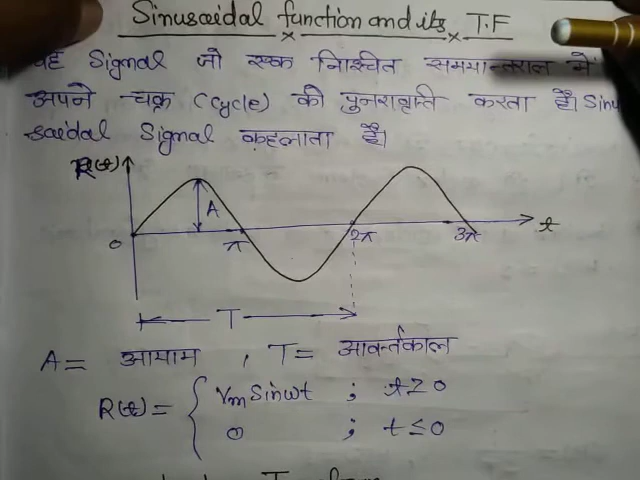 Sinusoidal function and its T.F
वह Signal जो एक निश्चित समयान्तराल में
अपने चक्र (Cycle) की पुनरावृत्ति करता है। Sinu
soidal Signal कहलाता है।
R(t)
A
0
π
2π
3π
t
T
A = आयाम , T = आवर्तकाल
R(t) = { Vm Sinωt ; t ≥ 0
0 ; t ≤ 0